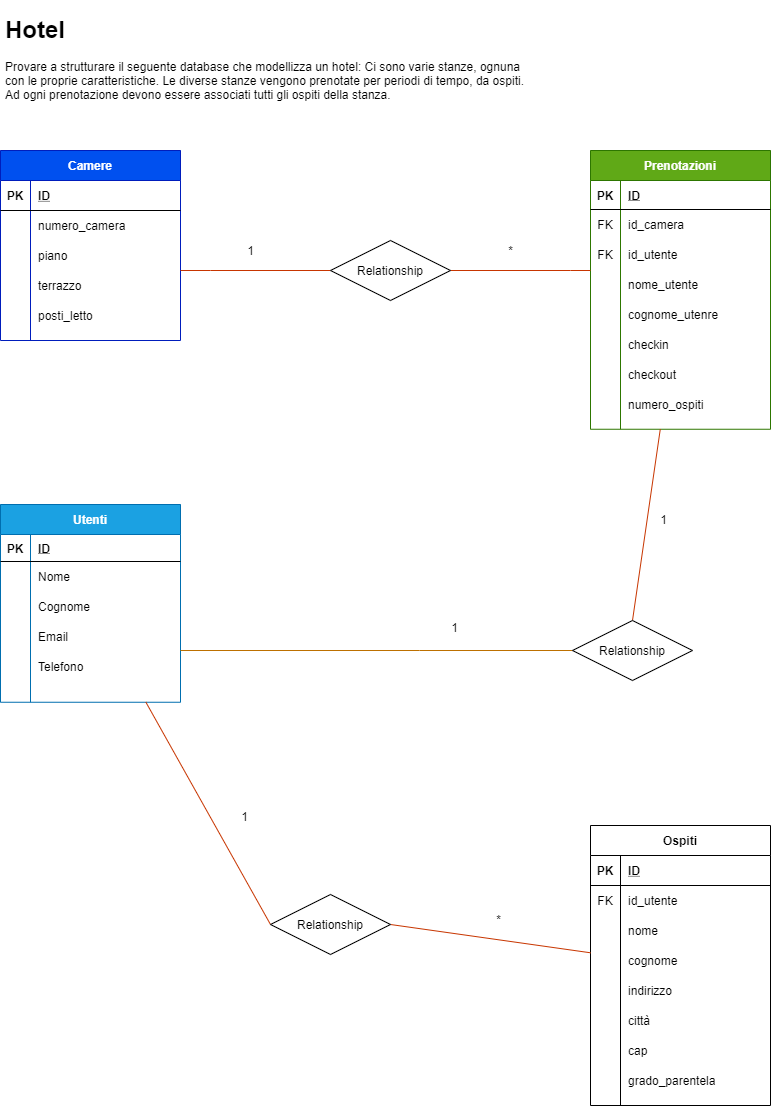 Hotel
Provare a strutturare il seguente database che modellizza un hotel: Ci sono varie stanze, ognuna
con le proprie caratteristiche. Le diverse stanze vengono prenotate per periodi di tempo, da ospiti.
Ad ogni prenotazione devono essere associati tutti gli ospiti della stanza.
Camere
PK ID
numero_camera
piano
terrazzo
posti_letto
1
Relationship
*
Prenotazioni
PK ID
FK id_camera
FK id_utente
nome_utente
cognome_utenre
checkin
checkout
numero_ospiti
1
Utenti
PK ID
Nome
Cognome
Email
Telefono
1
Relationship
1
Relationship
*
Ospiti
PK ID
FK id_utente
nome
cognome
indirizzo
città
cap
grado_parentela